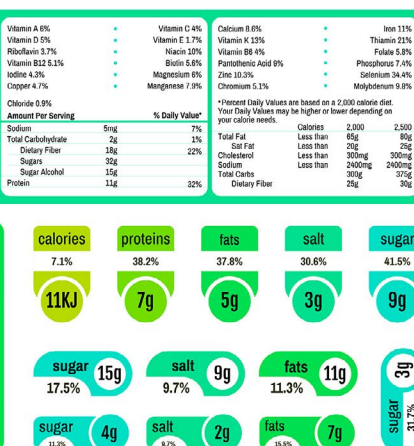 Vitamin A 6% • Vitamin C 4%
Vitamin D 5% • Vitamin E 1.7%
Riboflavin 3.7% • Niacin 10%
Vitamin B12 5.1% • Biotin 5.6%
Iodine 4.3% • Magnesium 6%
Copper 4.7% • Manganese 7.9%
Chloride 0.9%
Amount Per Serving % Daily Value*
Sodium 5mg 7%
Total Carbohydrate 2g 1%
Dietary Fiber 18g 22%
Sugars 32g
Sugar Alcohol 15g
Protein 11g 32%
Calcium 8.6% • Iron 11%
Vitamin K 13% • Thiamin 21%
Vitamin B6 4% • Folate 5.8%
Pantothenic Acid 9% • Phosphorus 7.4%
Zinc 10.3% • Selenium 34.4%
Chromium 5.1% • Molybdenum 9.8%
*Percent Daily Values are based on a 2,000 calorie diet.
Your Daily Values may be higher or lower depending on
your calorie needs.
Calories 2,000 2,500
Total Fat Less than 65g 80g
Sat Fat Less than 20g 25g
Cholesterol Less than 300mg 300mg
Sodium Less than 2400mg 2400mg
Total Carbs 300g 375g
Dietary Fiber 25g 30g
calories proteins fats salt sugar
7.1% 38.2% 37.8% 30.6% 41.5%
11KJ 7g 5g 3g 9g
sugar 15g salt 9g fats 11g
17.5% 9.7% 11.3%
3g
sugar
31.7%
sugar 4g salt 2g fats 7g
11.3% 9.7% 15.5%